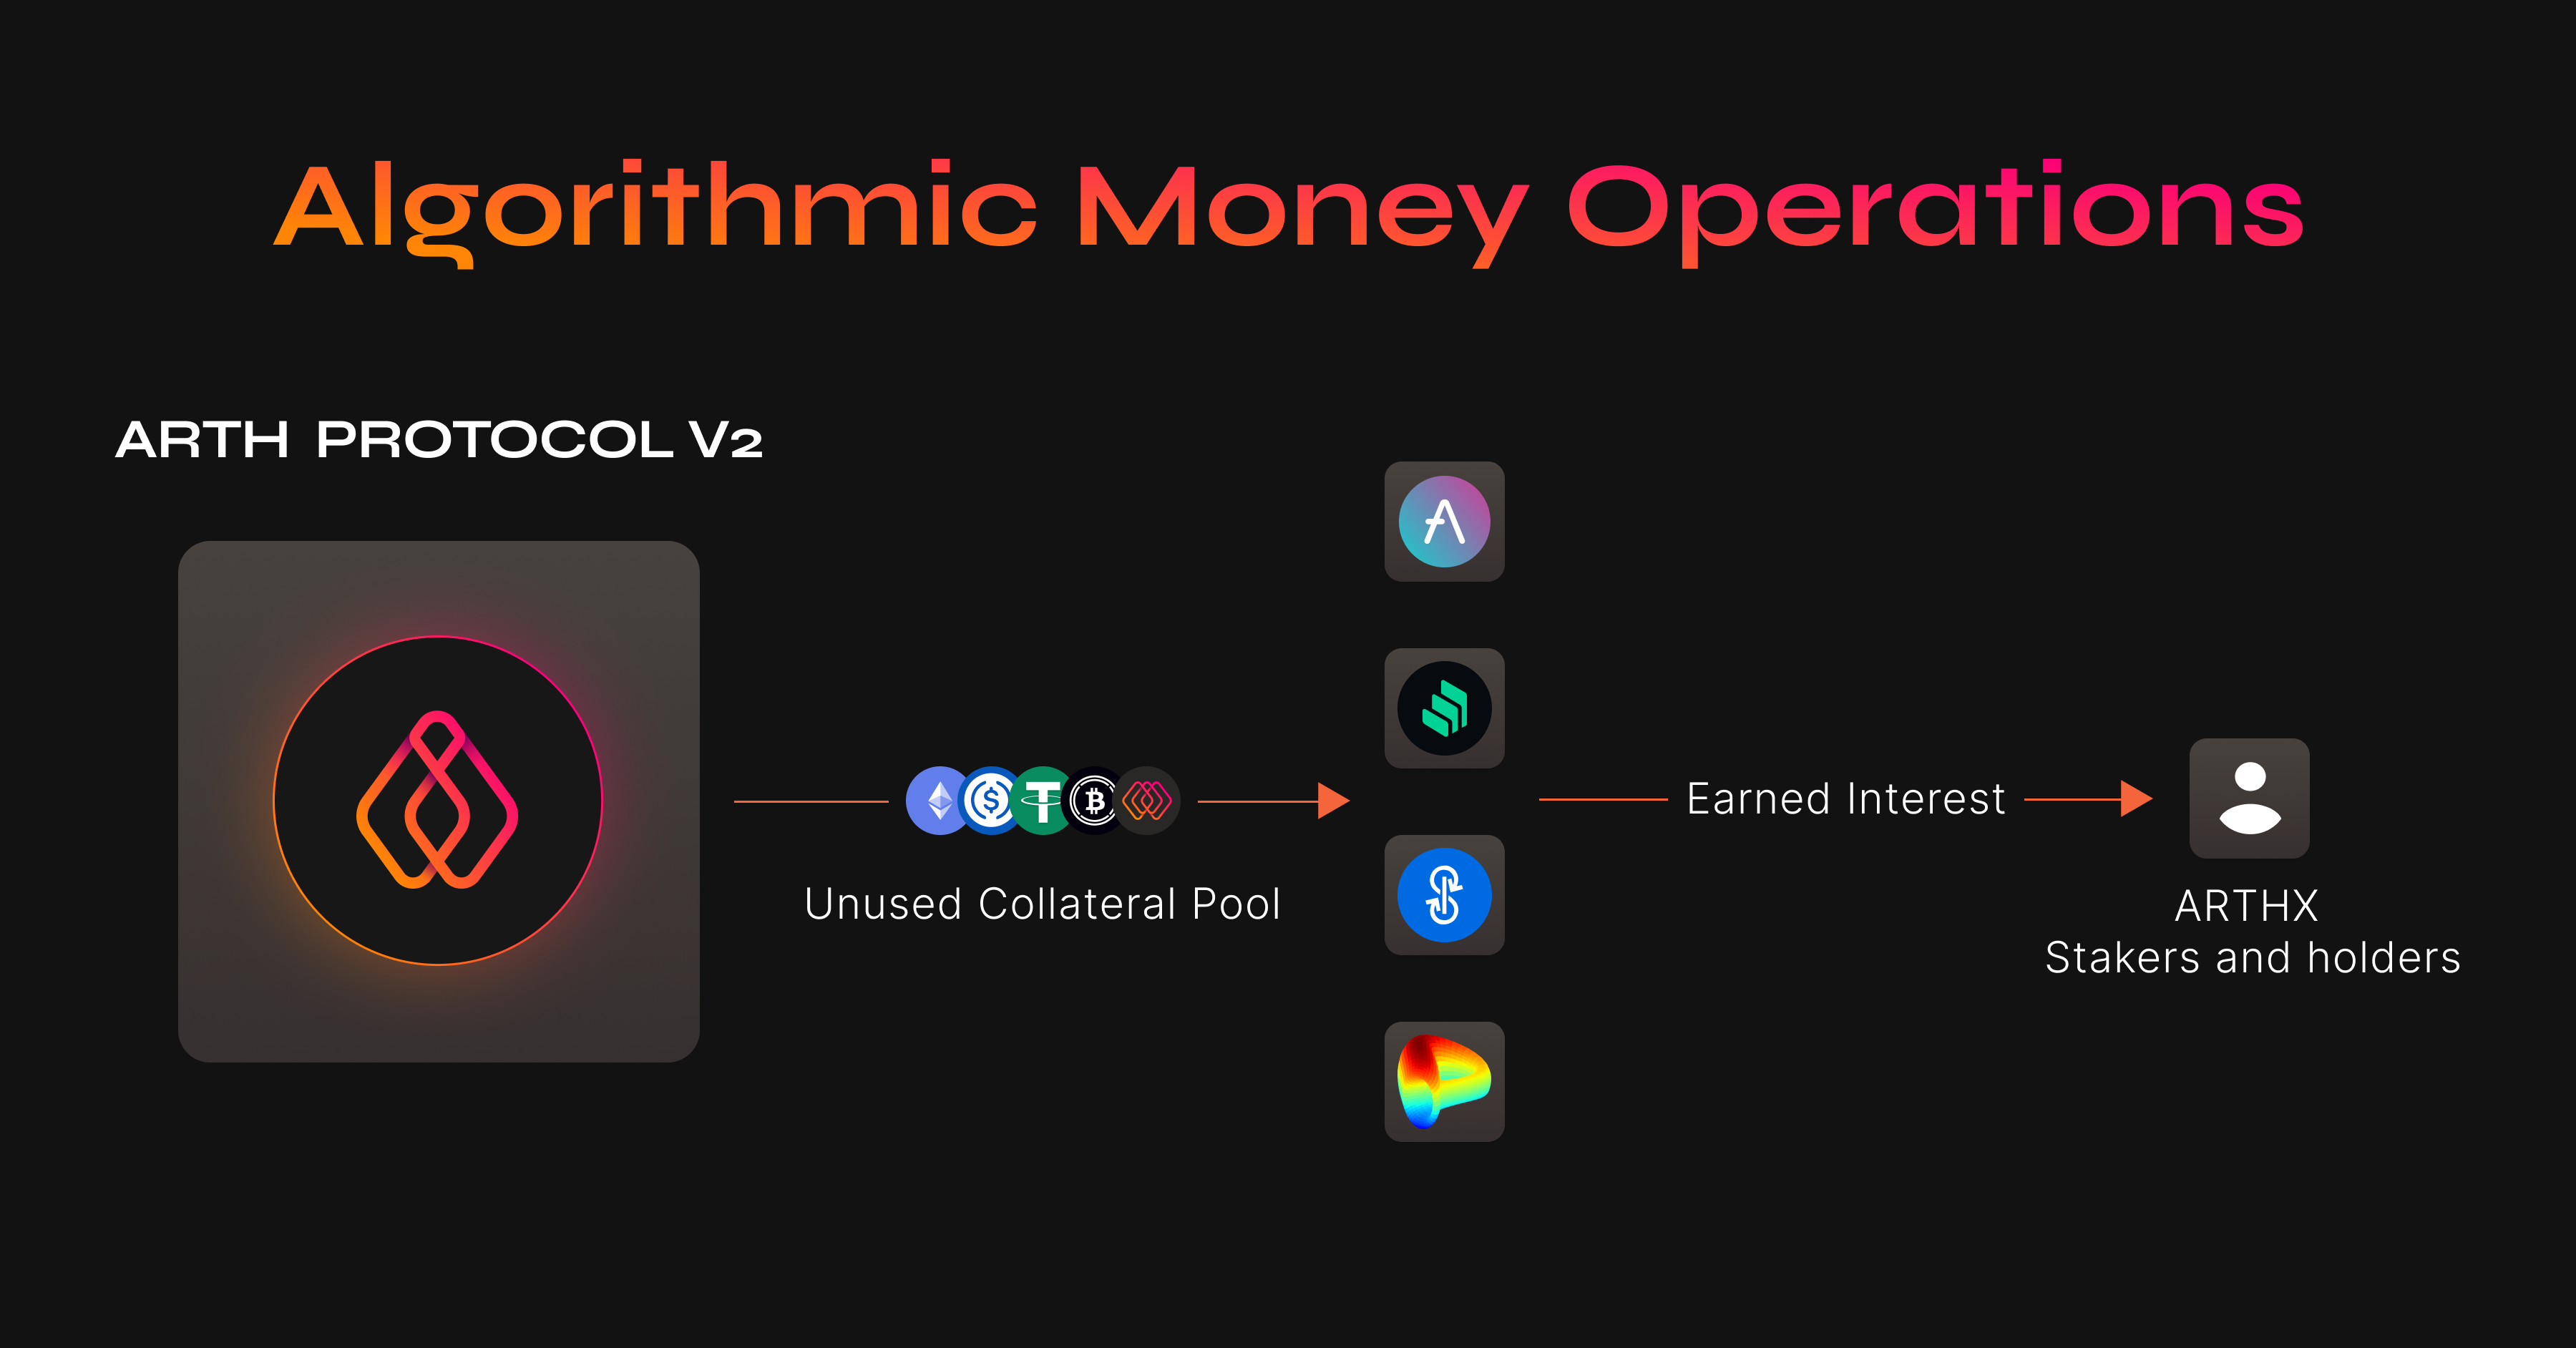 Algorithmic Money Operations
ARTH PROTOCOL V2
Unused Collateral Pool
Earned Interest
ARTHX
Stakers and holders